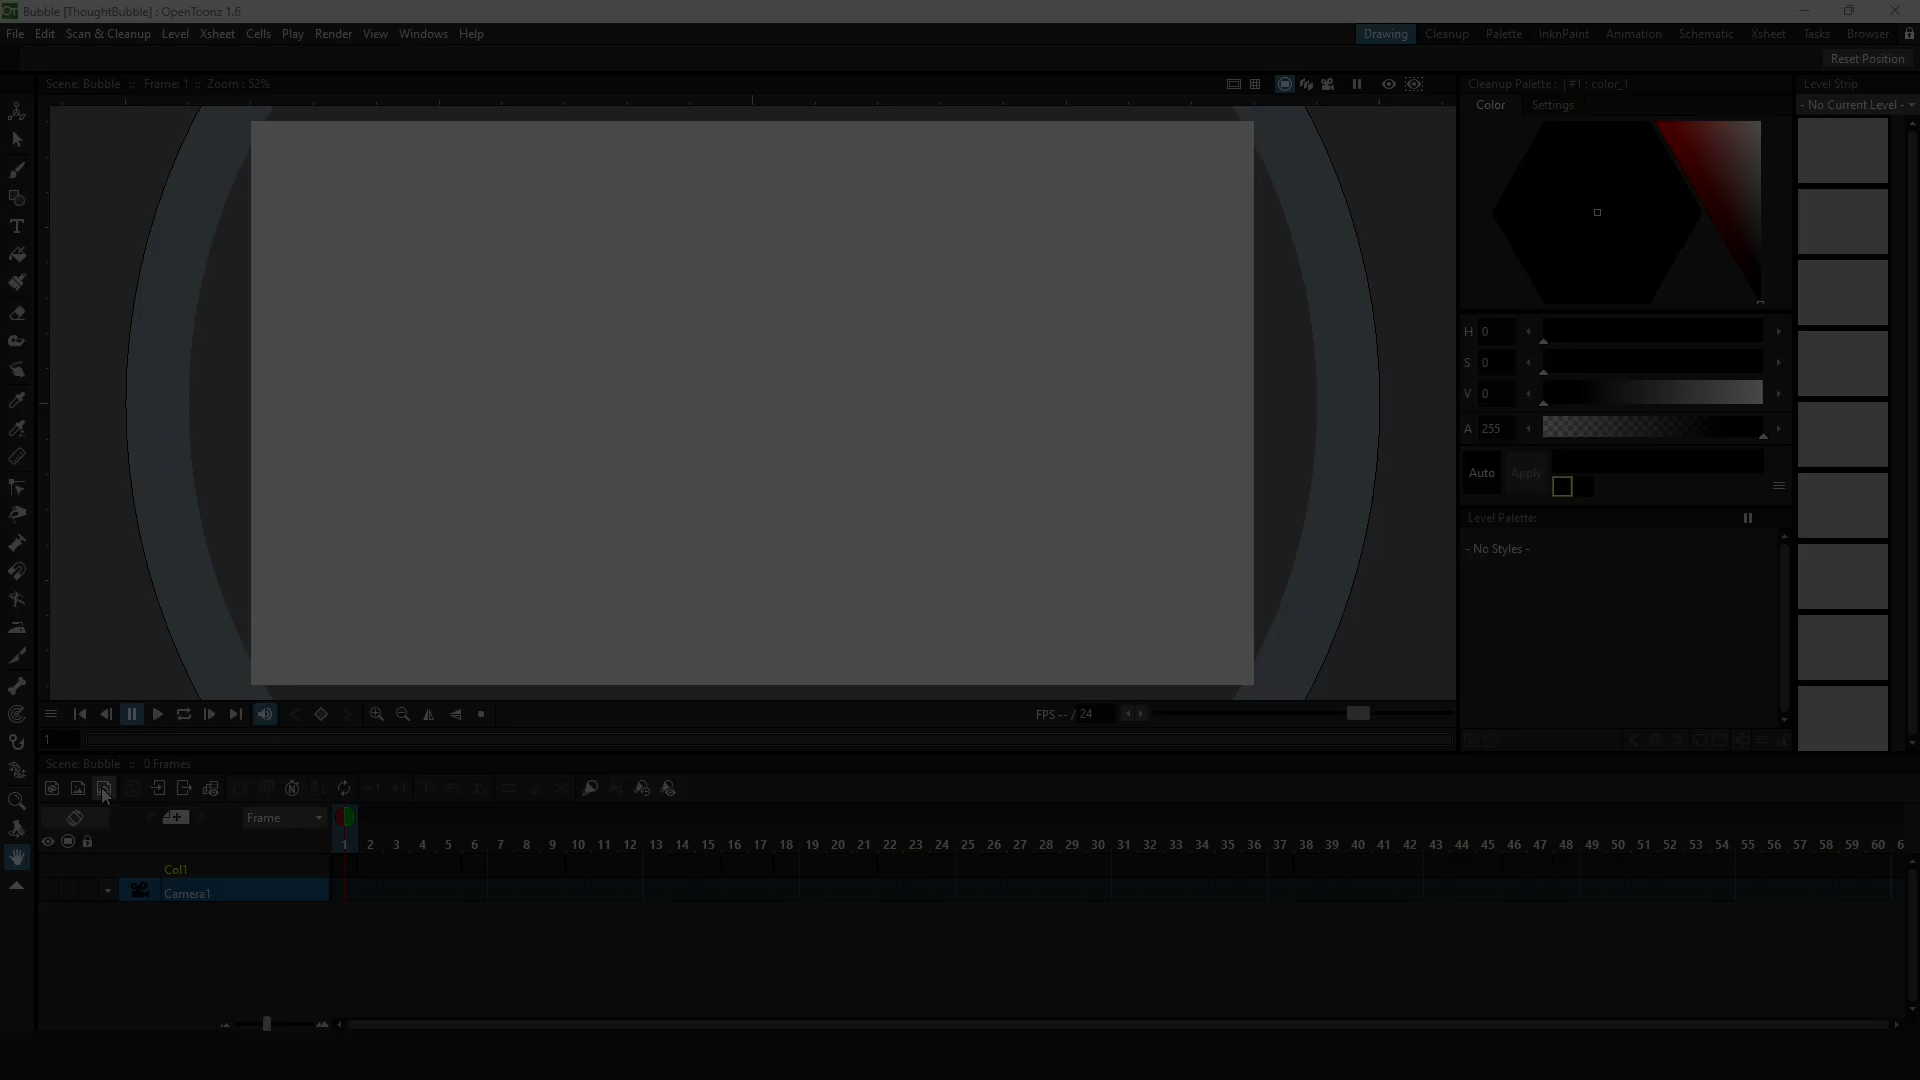 Bubble [ThoughtBubble] : OpenToonz 1.6
File Edit Scan & Cleanup Level Xsheet Cells Play Render View Windows Help
Drawing Cleanup Palette InknPaint Animation Schematic Xsheet Tasks Browser
Reset Position
Scene: Bubble :: Frame: 1 :: Zoom : 52%
Cleanup Palette : | #1 : color_1
Level Strip
Color Settings
- No Current Level -
H 0
S 0
V 0
A 255
Auto Apply
Level Palette:
- No Styles -
FPS -- / 24
1
Scene: Bubble :: 0 Frames
Frame
1 2 3 4 5 6 7 8 9 10 11 12 13 14 15 16 17 18 19 20 21 22 23 24 25 26 27 28 29 30 31 32 33 34 35 36 37 38 39 40 41 42 43 44 45 46 47 48 49 50 51 52 53 54 55 56 57 58 59 60 6
Col1
Camera1